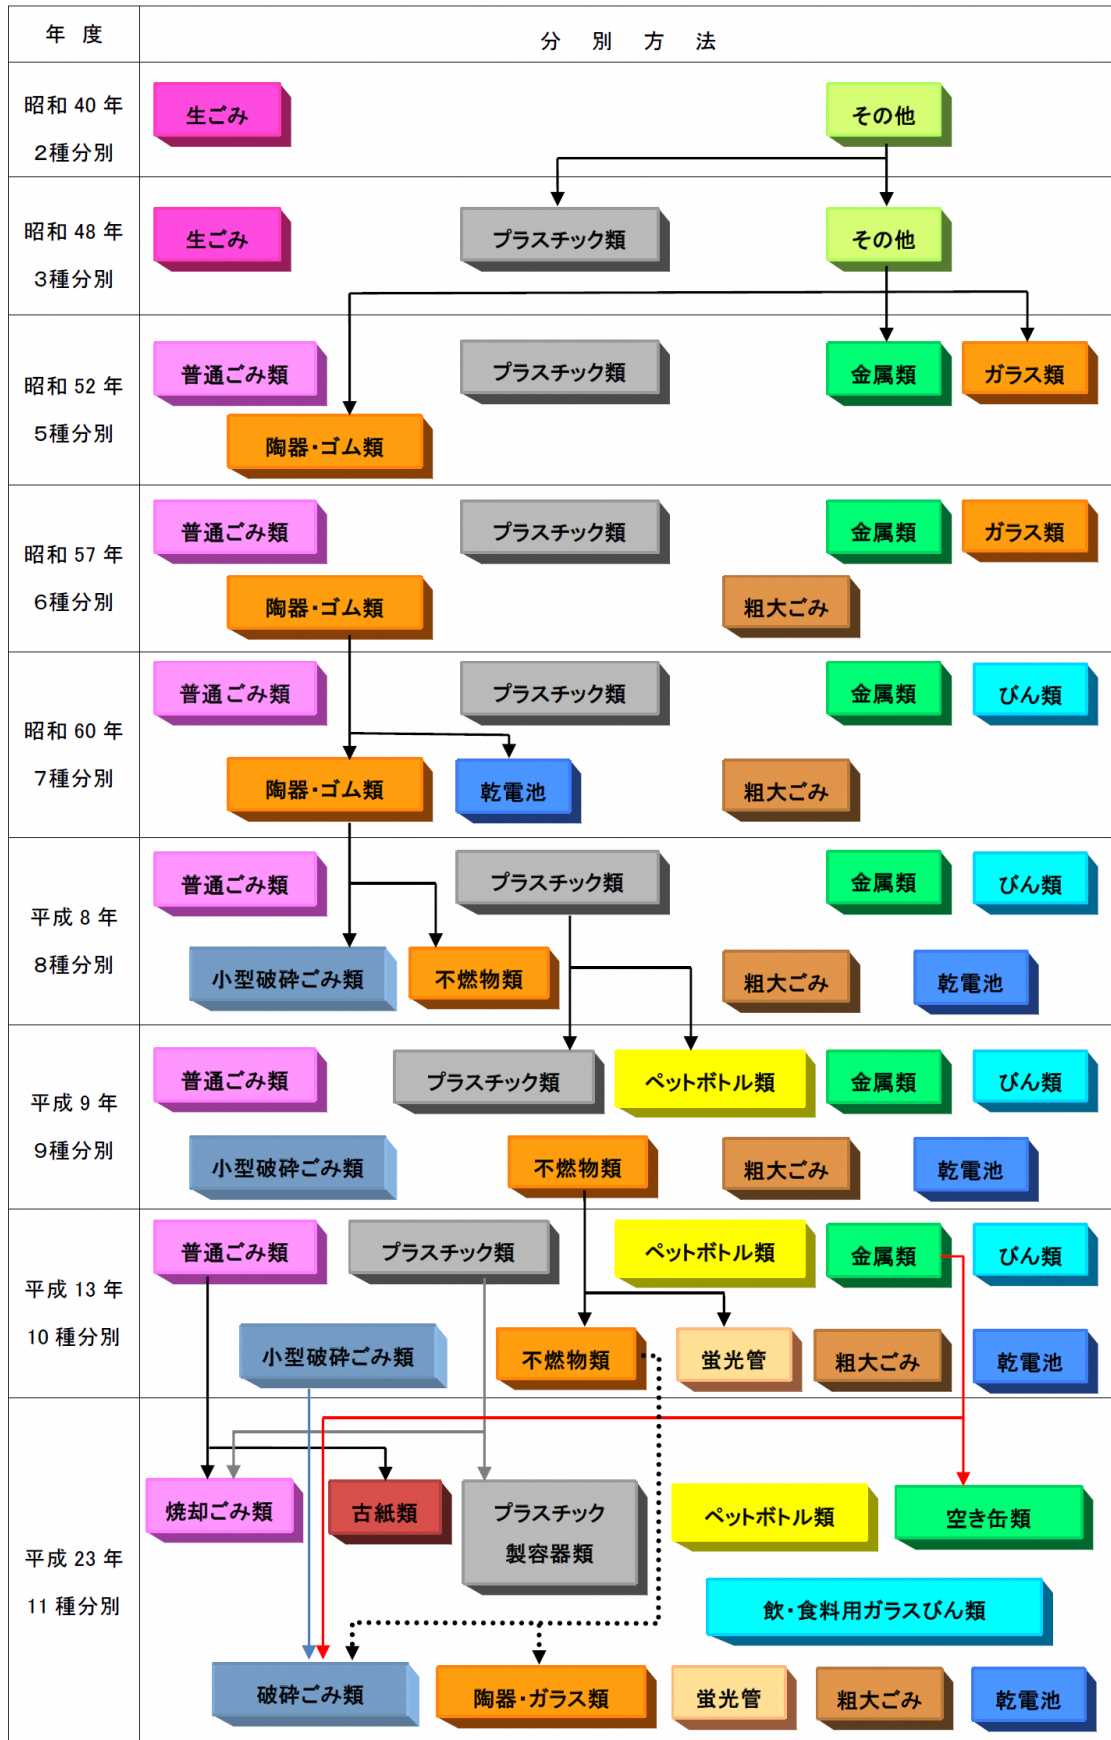 年 度
分 別 方 法
昭和 40 年
2種分別
生ごみ
その他
昭和 48 年
3種分別
生ごみ
プラスチック類
その他
昭和 52 年
5種分別
普通ごみ類
プラスチック類
金属類
ガラス類
陶器・ゴム類
昭和 57 年
6種分別
普通ごみ類
プラスチック類
金属類
ガラス類
陶器・ゴム類
粗大ごみ
昭和 60 年
7種分別
普通ごみ類
プラスチック類
金属類
びん類
陶器・ゴム類
乾電池
粗大ごみ
平成 8 年
8種分別
普通ごみ類
プラスチック類
金属類
びん類
小型破砕ごみ類
不燃物類
粗大ごみ
乾電池
平成 9 年
9種分別
普通ごみ類
プラスチック類
ペットボトル類
金属類
びん類
小型破砕ごみ類
不燃物類
粗大ごみ
乾電池
平成 13 年
10 種分別
普通ごみ類
プラスチック類
ペットボトル類
金属類
びん類
小型破砕ごみ類
不燃物類
蛍光管
粗大ごみ
乾電池
平成 23 年
11 種分別
焼却ごみ類
古紙類
プラスチック
製容器類
ペットボトル類
空き缶類
飲・食料用ガラスびん類
破砕ごみ類
陶器・ガラス類
蛍光管
粗大ごみ
乾電池